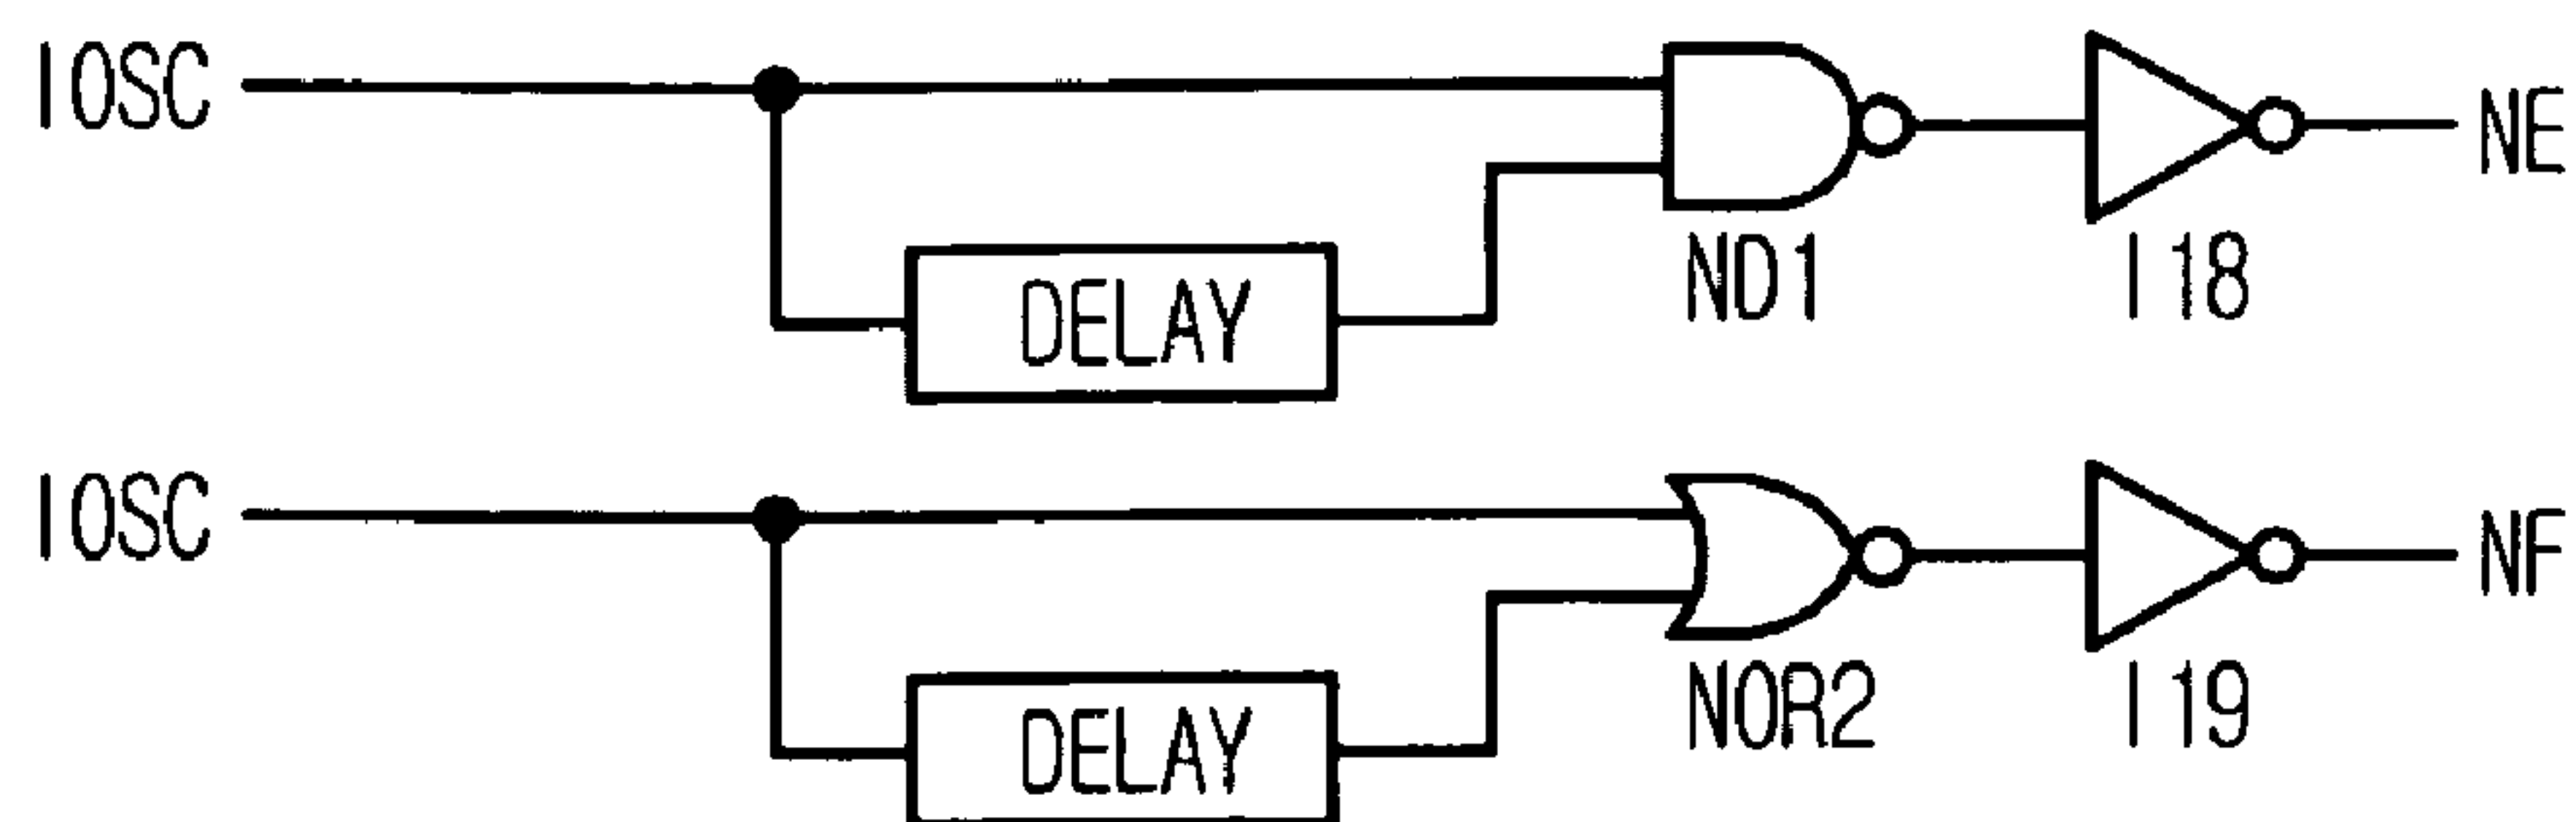 IOSC
NE
ND1
I18
DELAY
IOSC
NF
NOR2
I19
DELAY